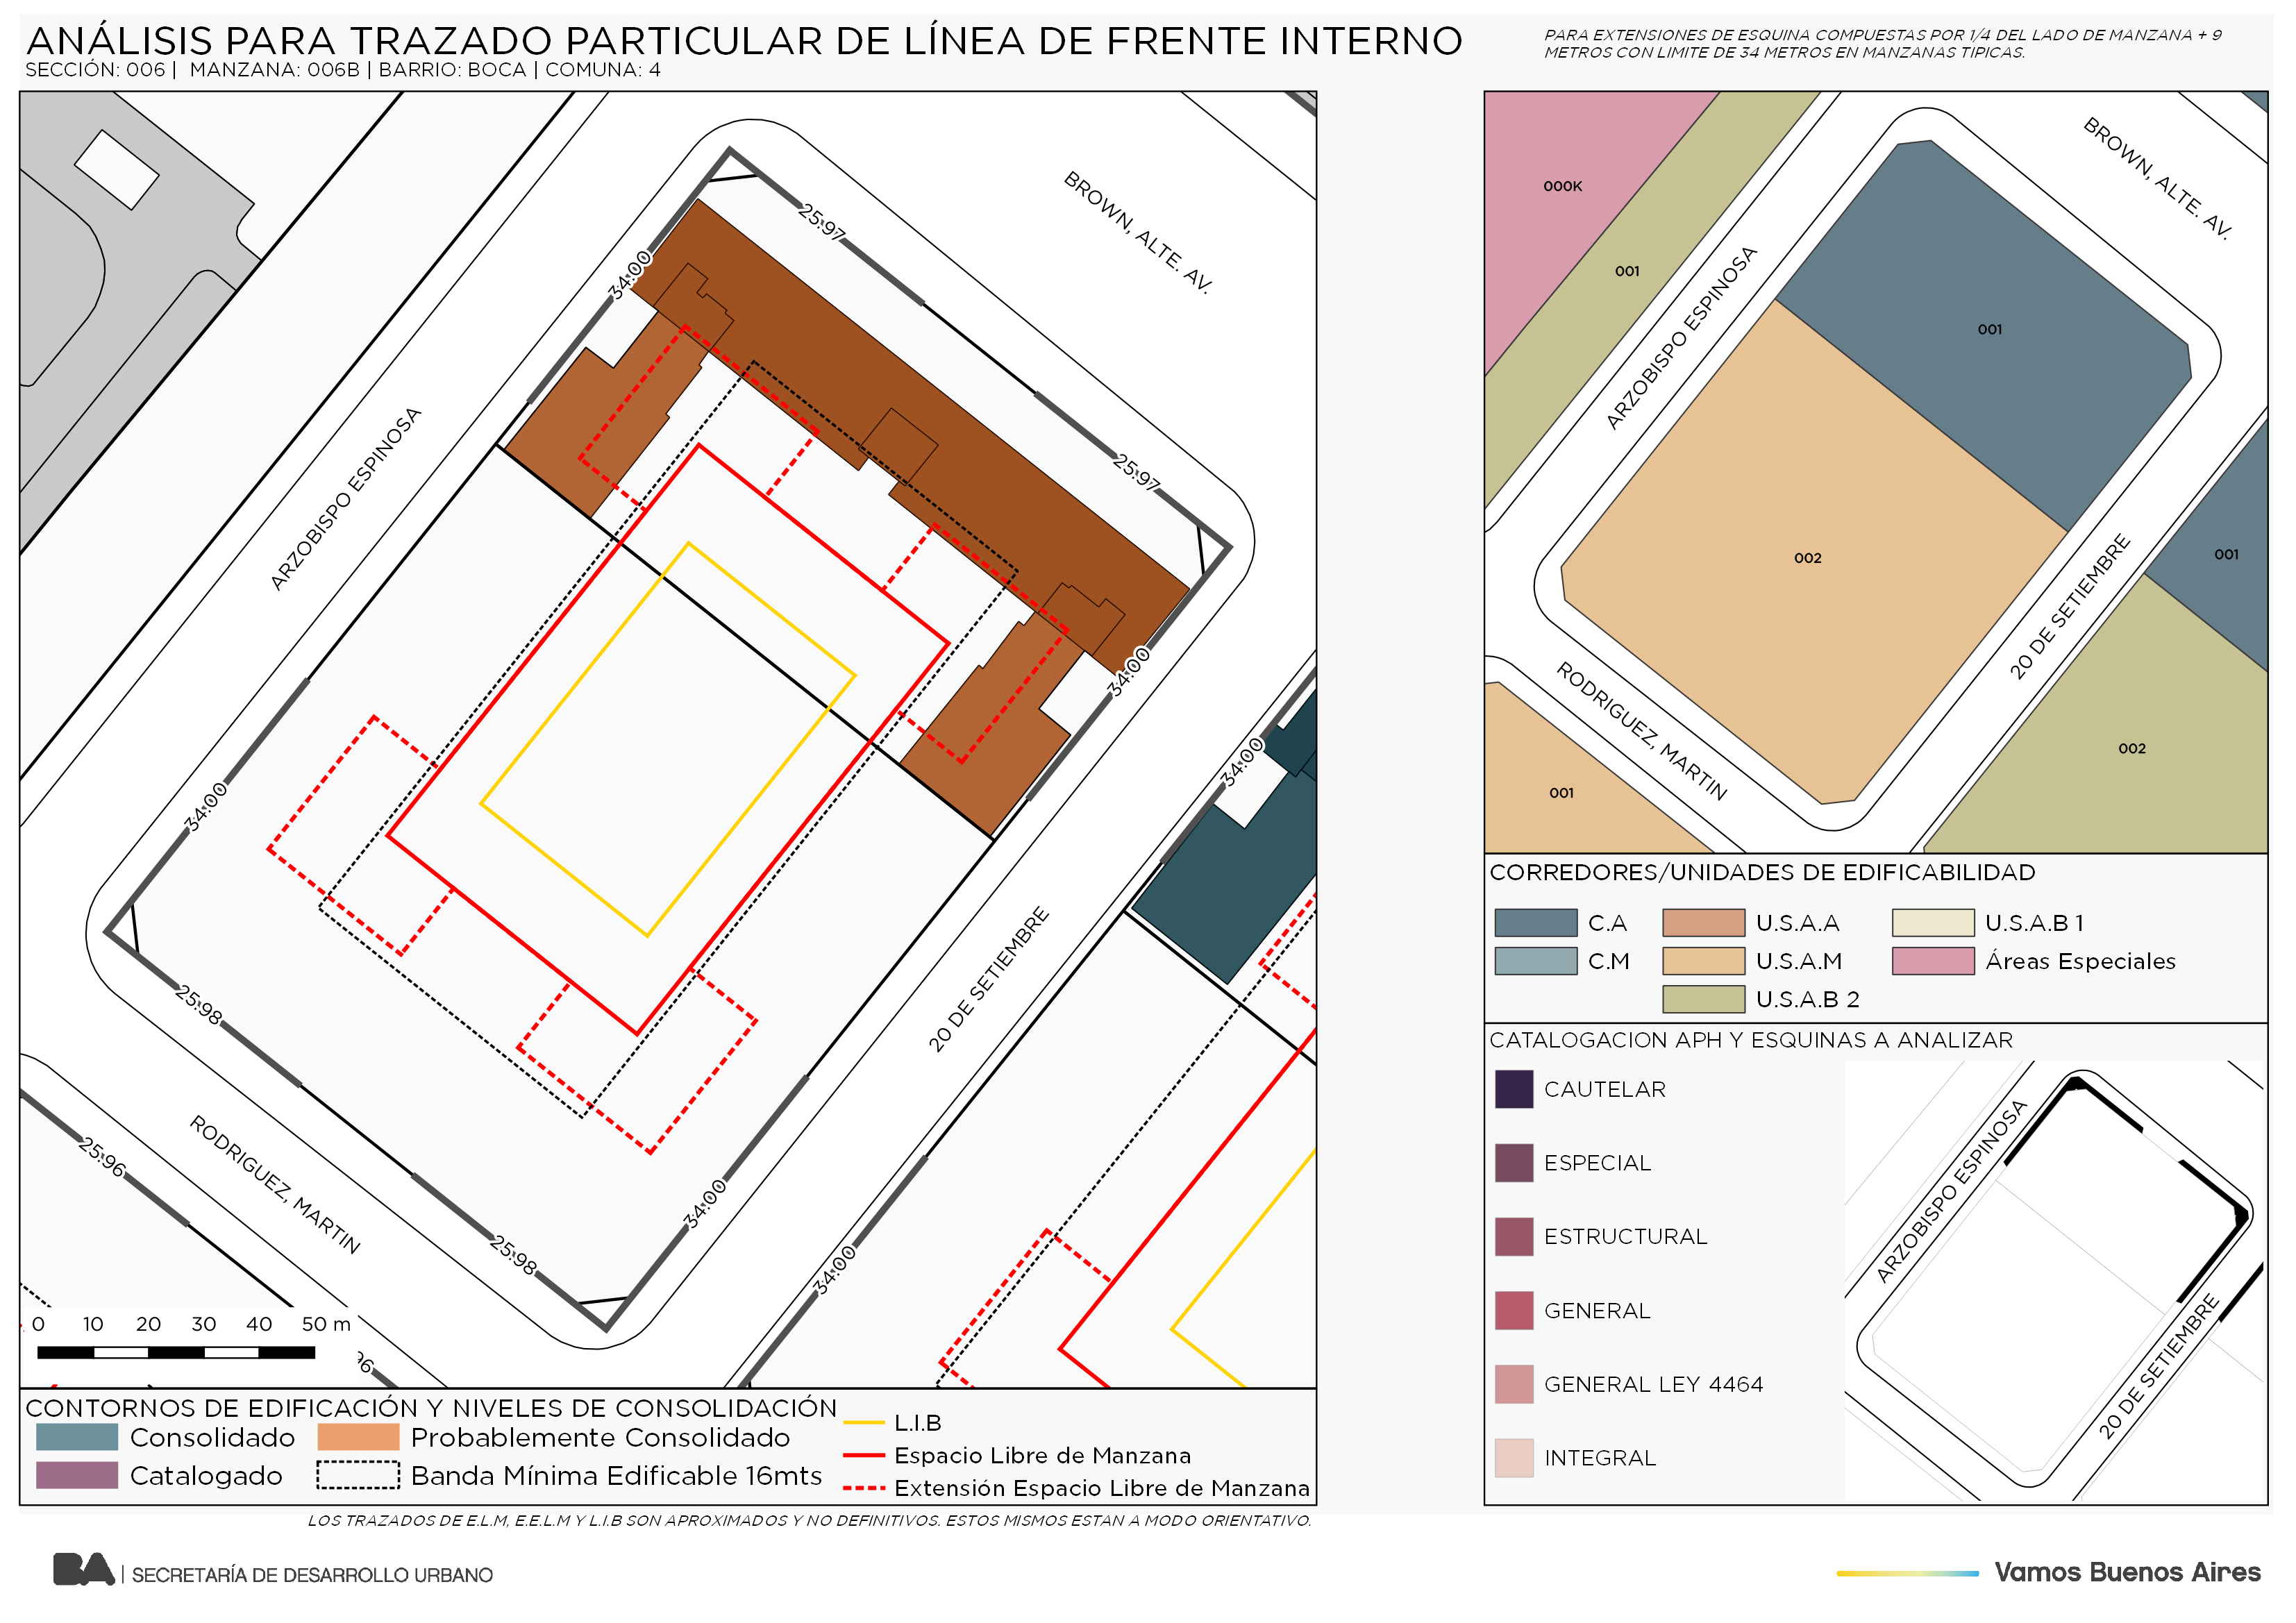 ANÁLISIS PARA TRAZADO PARTICULAR DE LÍNEA DE FRENTE INTERNO
SECCIÓN: 006 | MANZANA: 006B | BARRIO: BOCA | COMUNA: 4
PARA EXTENSIONES DE ESQUINA COMPUESTAS POR 1/4 DEL LADO DE MANZANA + 9
METROS CON LIMITE DE 34 METROS EN MANZANAS TIPICAS.
BROWN, ALTE. AV.
25.97
34.00
ARZOBISPO ESPINOSA
25.97
34.00
34.00
34.00
20 DE SETIEMBRE
25.98
RODRIGUEZ, MARTIN
25.96
25.98
34.00
34.00
96
0 10 20 30 40 50 m
CONTORNOS DE EDIFICACIÓN Y NIVELES DE CONSOLIDACIÓN
Consolidado
Probablemente Consolidado
Catalogado
Banda Mínima Edificable 16mts
L.I.B
Espacio Libre de Manzana
Extensión Espacio Libre de Manzana
000K
001
BROWN, ALTE. AV.
ARZOBISPO ESPINOSA
001
002
001
20 DE SETIEMBRE
RODRIGUEZ, MARTIN
002
001
CORREDORES/UNIDADES DE EDIFICABILIDAD
C.A
U.S.A.A
U.S.A.B 1
C.M
U.S.A.M
Áreas Especiales
U.S.A.B 2
CATALOGACION APH Y ESQUINAS A ANALIZAR
CAUTELAR
ESPECIAL
ESTRUCTURAL
GENERAL
GENERAL LEY 4464
INTEGRAL
ARZOBISPO ESPINOSA
20 DE SETIEMBRE
LOS TRAZADOS DE E.L.M, E.E.L.M Y L.I.B SON APROXIMADOS Y NO DEFINITIVOS. ESTOS MISMOS ESTAN A MODO ORIENTATIVO.
BA | SECRETARÍA DE DESARROLLO URBANO
Vamos Buenos Aires